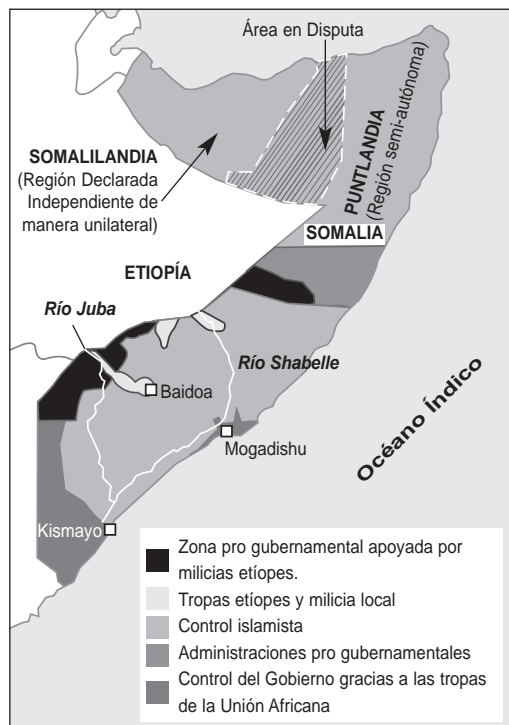 Área en Disputa
SOMALILANDIA
(Región Declarada
Independiente de
manera unilateral)
PUNTLANDIA
(Región semi-autónoma)
SOMALIA
ETIOPÍA
Río Juba
Río Shabelle
Baidoa
Océano Índico
Mogadishu
Kismayo
Zona pro gubernamental apoyada por
milicias etíopes.
Tropas etíopes y milicia local
Control islamista
Administraciones pro gubernamentales
Control del Gobierno gracias a las tropas
de la Unión Africana